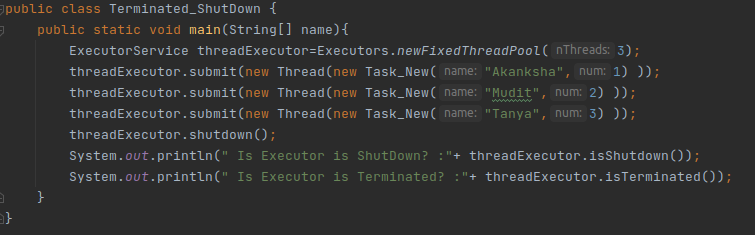 public class Terminated_ShutDown {
public static void main(String[] name){
ExecutorService threadExecutor=Executors.newFixedThreadPool( nThreads: 3);
threadExecutor.submit(new Thread(new Task_New( name: "Akanksha", num: 1) ));
threadExecutor.submit(new Thread(new Task_New( name: "Mudit", num: 2) ));
threadExecutor.submit(new Thread(new Task_New( name: "Tanya", num: 3) ));
threadExecutor.shutdown();
System.out.println(" Is Executor is ShutDown? :"+ threadExecutor.isShutdown());
System.out.println(" Is Executor is Terminated? :"+ threadExecutor.isTerminated());
}
}